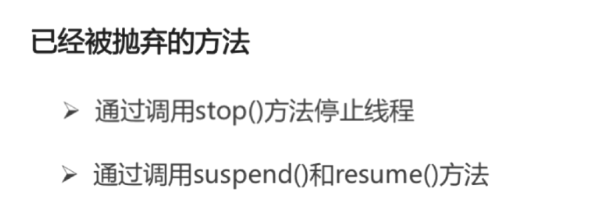 已经被抛弃的方法
➢ 通过调用stop()方法停止线程
➢ 通过调用suspend()和resume()方法